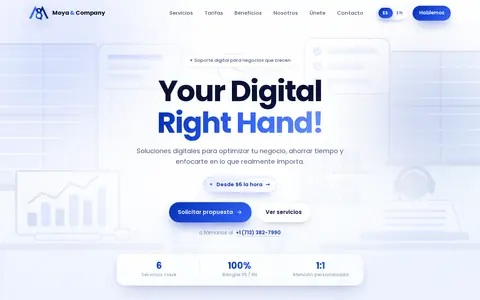 Moya & Company
Servicios Tarifas Beneficios Nosotros Únete Contacto ES EN Hablemos
Soporte digital para negocios que crecen
Your Digital
Right Hand!
Soluciones digitales para optimizar tu negocio, ahorrar tiempo y
enfocarte en lo que realmente importa.
Desde $6 la hora →
Solicitar propuesta → Ver servicios
o llámanos al +1 (713) 382-7990
6 100% 1:1
Servicios clave Bilingüe ES / EN Atención personalizada